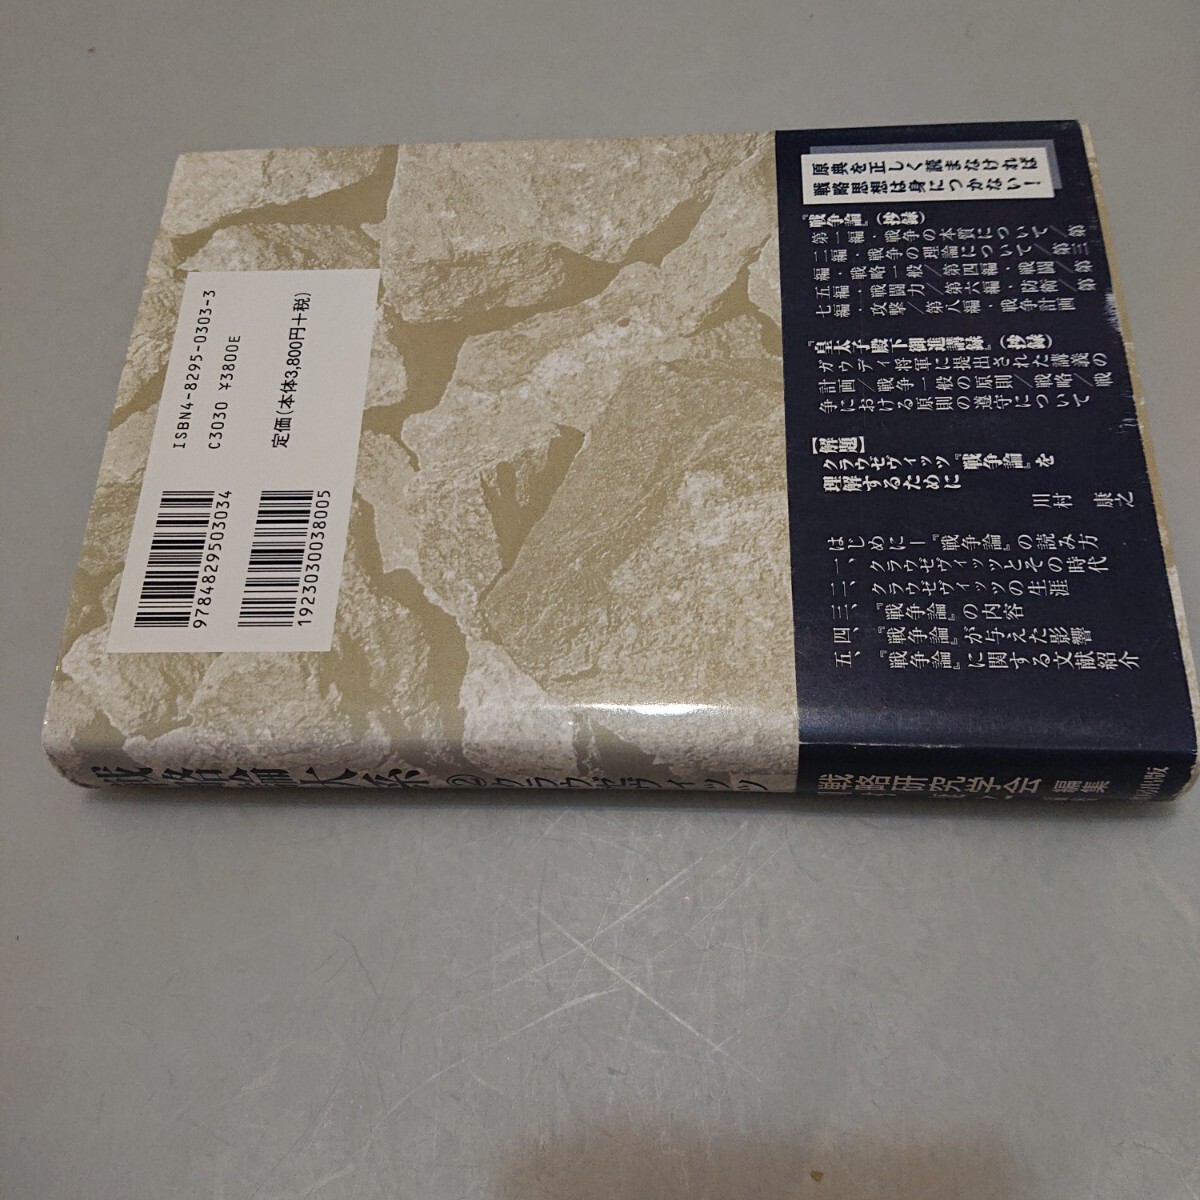 ISBN4-8295-0303-3
C3030 ¥3800E
定価(本体3,800円+税)
9784829503034
1923030038005
原典を正しく読まなければ
戦略思想は身につかない!
『戦争論』(抄録)
第一編・戦争の本質について/第
二編・戦争の理論について/第三
編・戦略一般/第四編・戦闘/第
五編・戦闘力/第六編・防衛/第
七編・攻撃/第八編・戦争計画
『皇太子殿下御進講録』(抄録)
ガウディ将軍に提出された講義の
計画/戦争一般の原則/戦略/戦
争における原則の遵守について
【解題】
クラウゼヴィッツ『戦争論』を
理解するために
川村 康之
はじめに―『戦争論』の読み方
一、クラウゼヴィッツとその時代
二、クラウゼヴィッツの生涯
三、『戦争論』の内容
四、『戦争論』が与えた影響
五、『戦争論』に関する文献紹介
戦略論大系
②クラウゼヴィッツ
戦略研究学会 編集